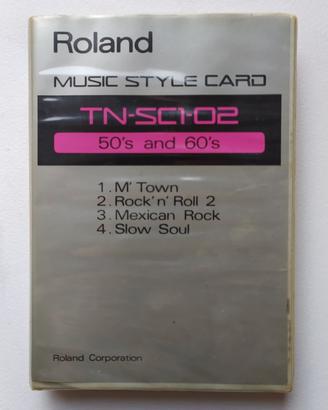 Roland
MUSIC STYLE CARD
TN-SC1-02
50's and 60's
1. M' Town
2. Rock'n' Roll 2
3. Mexican Rock
4. Slow Soul
Roland Corporation